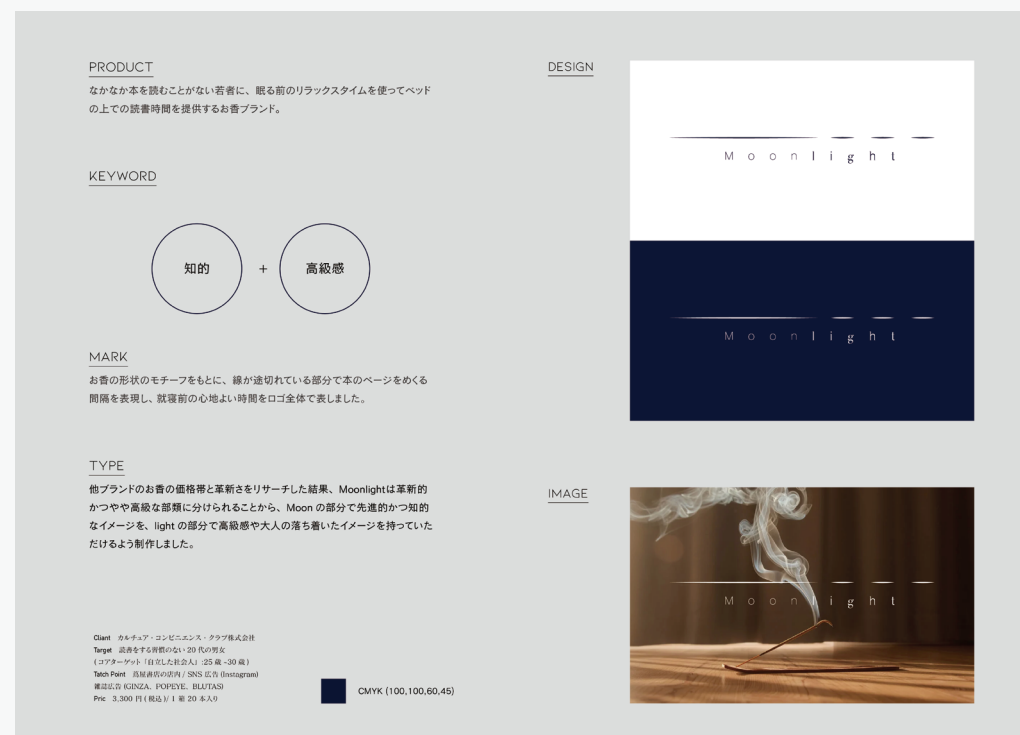 PRODUCT
なかなか本を読むことがない若者に、眠る前のリラックスタイムを使ってベッド
の上での読書時間を提供するお香ブランド。
KEYWORD
知的
+
高級感
MARK
お香の形状のモチーフをもとに、線が途切れている部分で本のページをめくる
間隔を表現し、就寝前の心地よい時間をロゴ全体で表しました。
TYPE
他ブランドのお香の価格帯と革新さをリサーチした結果、Moonlightは革新的
かつやや高級な部類に分けられることから、Moon の部分で先進的かつ知的
なイメージを、light の部分で高級感や大人の落ち着いたイメージを持っていた
だけるよう制作しました。
Cliant カルチュア・コンビニエンス・クラブ株式会社
Target 読書をする習慣のない 20 代の男女
(コアターゲット「自立した社会人」:25 歳 ~30 歳)
Tatch Point 蔦屋書店の店内 / SNS 広告 (Instagram)
雑誌広告 (GINZA、POPEYE、BLUTAS)
Pric 3,300 円 (税込)/ 1 箱 20 本入り
CMYK (100,100,60,45)
DESIGN
Moonlight
Moonlight
IMAGE
Moonlight